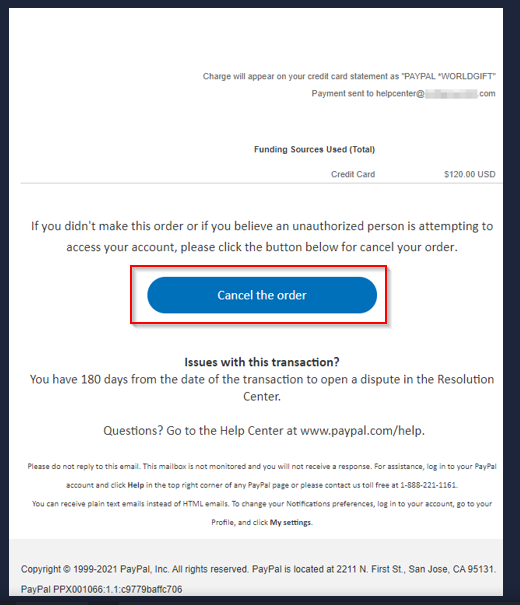 Charge will appear on your credit card statement as "PAYPAL *WORLDGIFT"
Payment sent to helpcenter@ .com
Funding Sources Used (Total)
Credit Card $120.00 USD
If you didn't make this order or if you believe an unauthorized person is attempting to
access your account, please click the button below for cancel your order.
Cancel the order
Issues with this transaction?
You have 180 days from the date of the transaction to open a dispute in the Resolution
Center.
Questions? Go to the Help Center at www.paypal.com/help.
Please do not reply to this email. This mailbox is not monitored and you will not receive a response. For assistance, log in to your PayPal
account and click Help in the top right corner of any PayPal page or please contact us toll free at 1-888-221-1161.
You can receive plain text emails instead of HTML emails. To change your Notifications preferences, log in to your account, go to your
Profile, and click My settings.
Copyright © 1999-2021 PayPal, Inc. All rights reserved. PayPal is located at 2211 N. First St., San Jose, CA 95131.
PayPal PPX001066:1.1:c9779baffc706